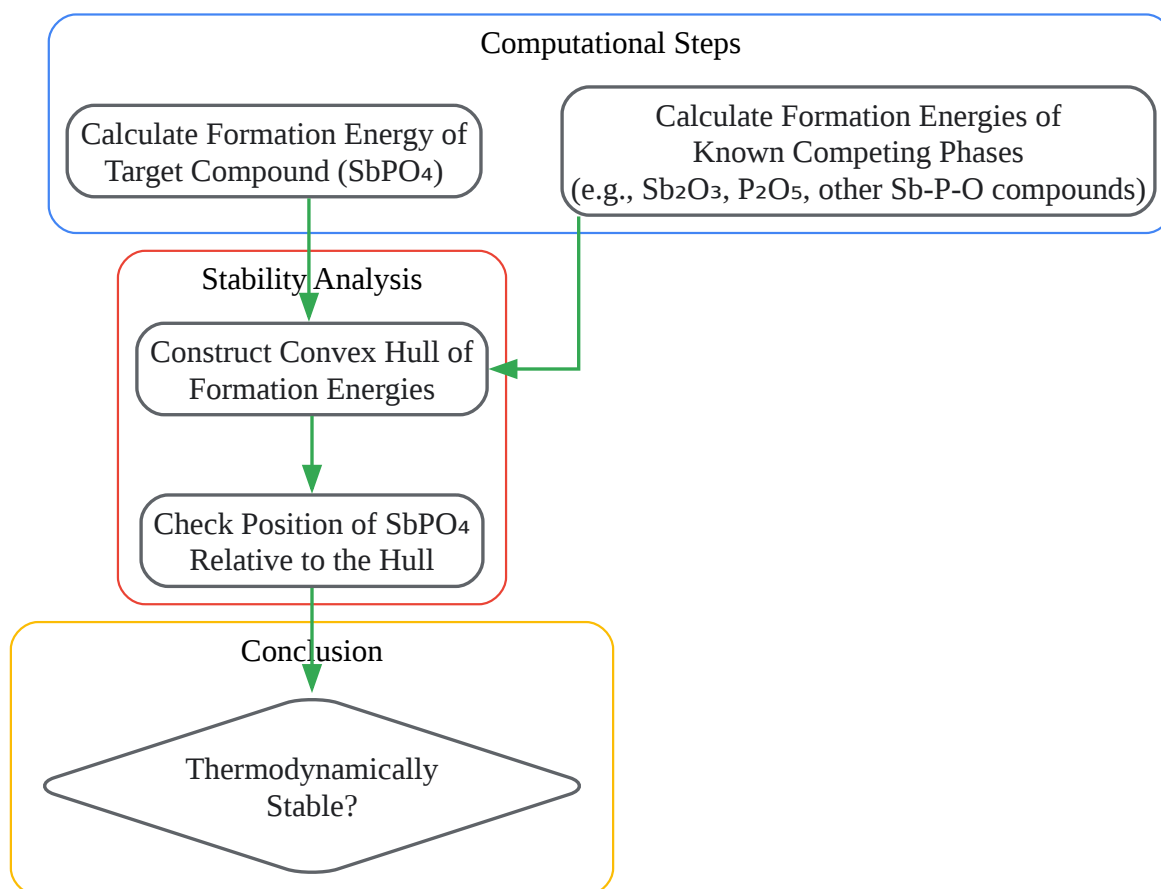 Computational Steps
Calculate Formation Energy of
Target Compound (SbPO₄)
Calculate Formation Energies of
Known Competing Phases
(e.g., Sb₂O₃, P₂O₅, other Sb-P-O compounds)
Stability Analysis
Construct Convex Hull of
Formation Energies
Check Position of SbPO₄
Relative to the Hull
Conclusion
Thermodynamically
Stable?